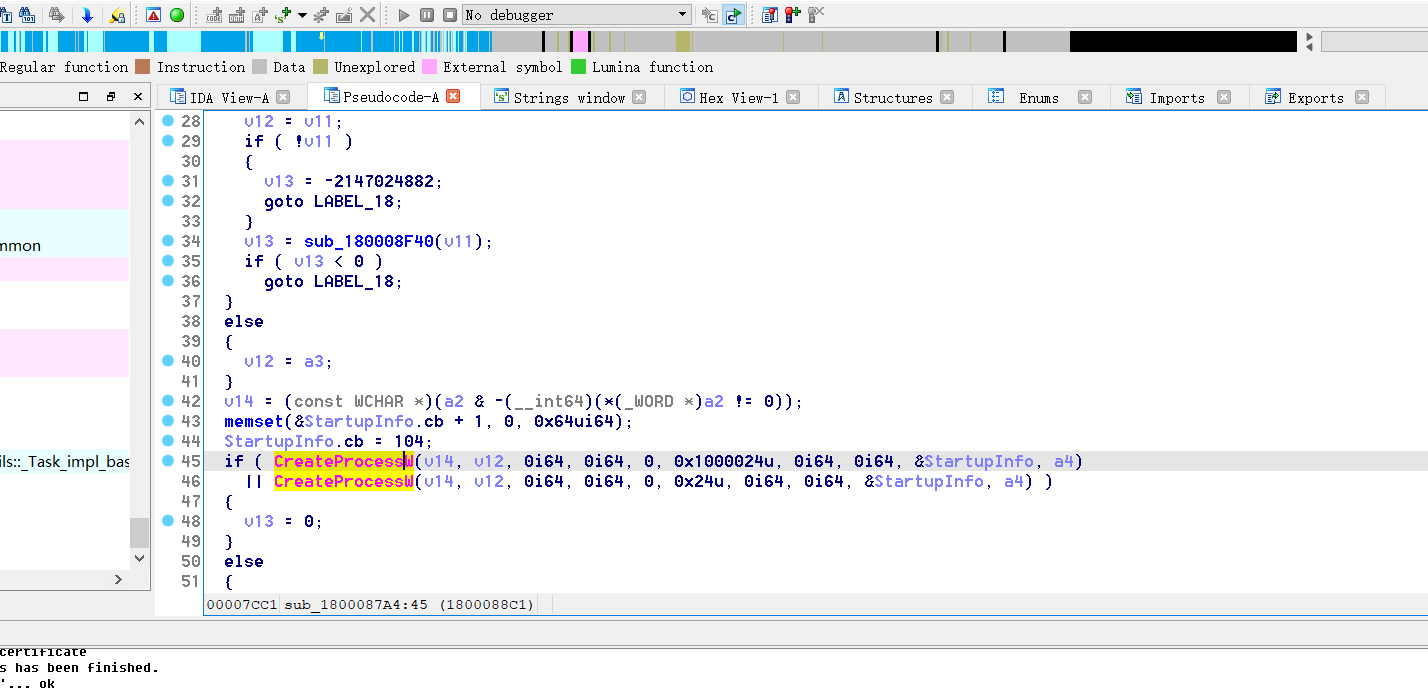 No debugger
Regular function Instruction Data Unexplored External symbol Lumina function
IDA View-A Pseudocode-A Strings window Hex View-1 Structures Enums Imports Exports
28 v12 = v11;
29 if ( !v11 )
30 {
31 v13 = -2147024882;
32 goto LABEL_18;
33 }
34 v13 = sub_180008F40(v11);
35 if ( v13 < 0 )
36 goto LABEL_18;
37 }
38 else
39 {
40 v12 = a3;
41 }
42 v14 = (const WCHAR *)(a2 & -(__int64)(*(_WORD *)a2 != 0));
43 memset(&StartupInfo.cb + 1, 0, 0x64ui64);
44 StartupInfo.cb = 104;
45 if ( CreateProcessW(v14, v12, 0i64, 0i64, 0, 0x1000024u, 0i64, 0i64, &StartupInfo, a4)
46 || CreateProcessW(v14, v12, 0i64, 0i64, 0, 0x24u, 0i64, 0i64, &StartupInfo, a4) )
47 {
48 v13 = 0;
49 }
50 else
51 {
mmon
ils::_Task_impl_bas
00007CC1 sub_1800087A4:45 (1800088C1)
certificate
s has been finished.
'... ok